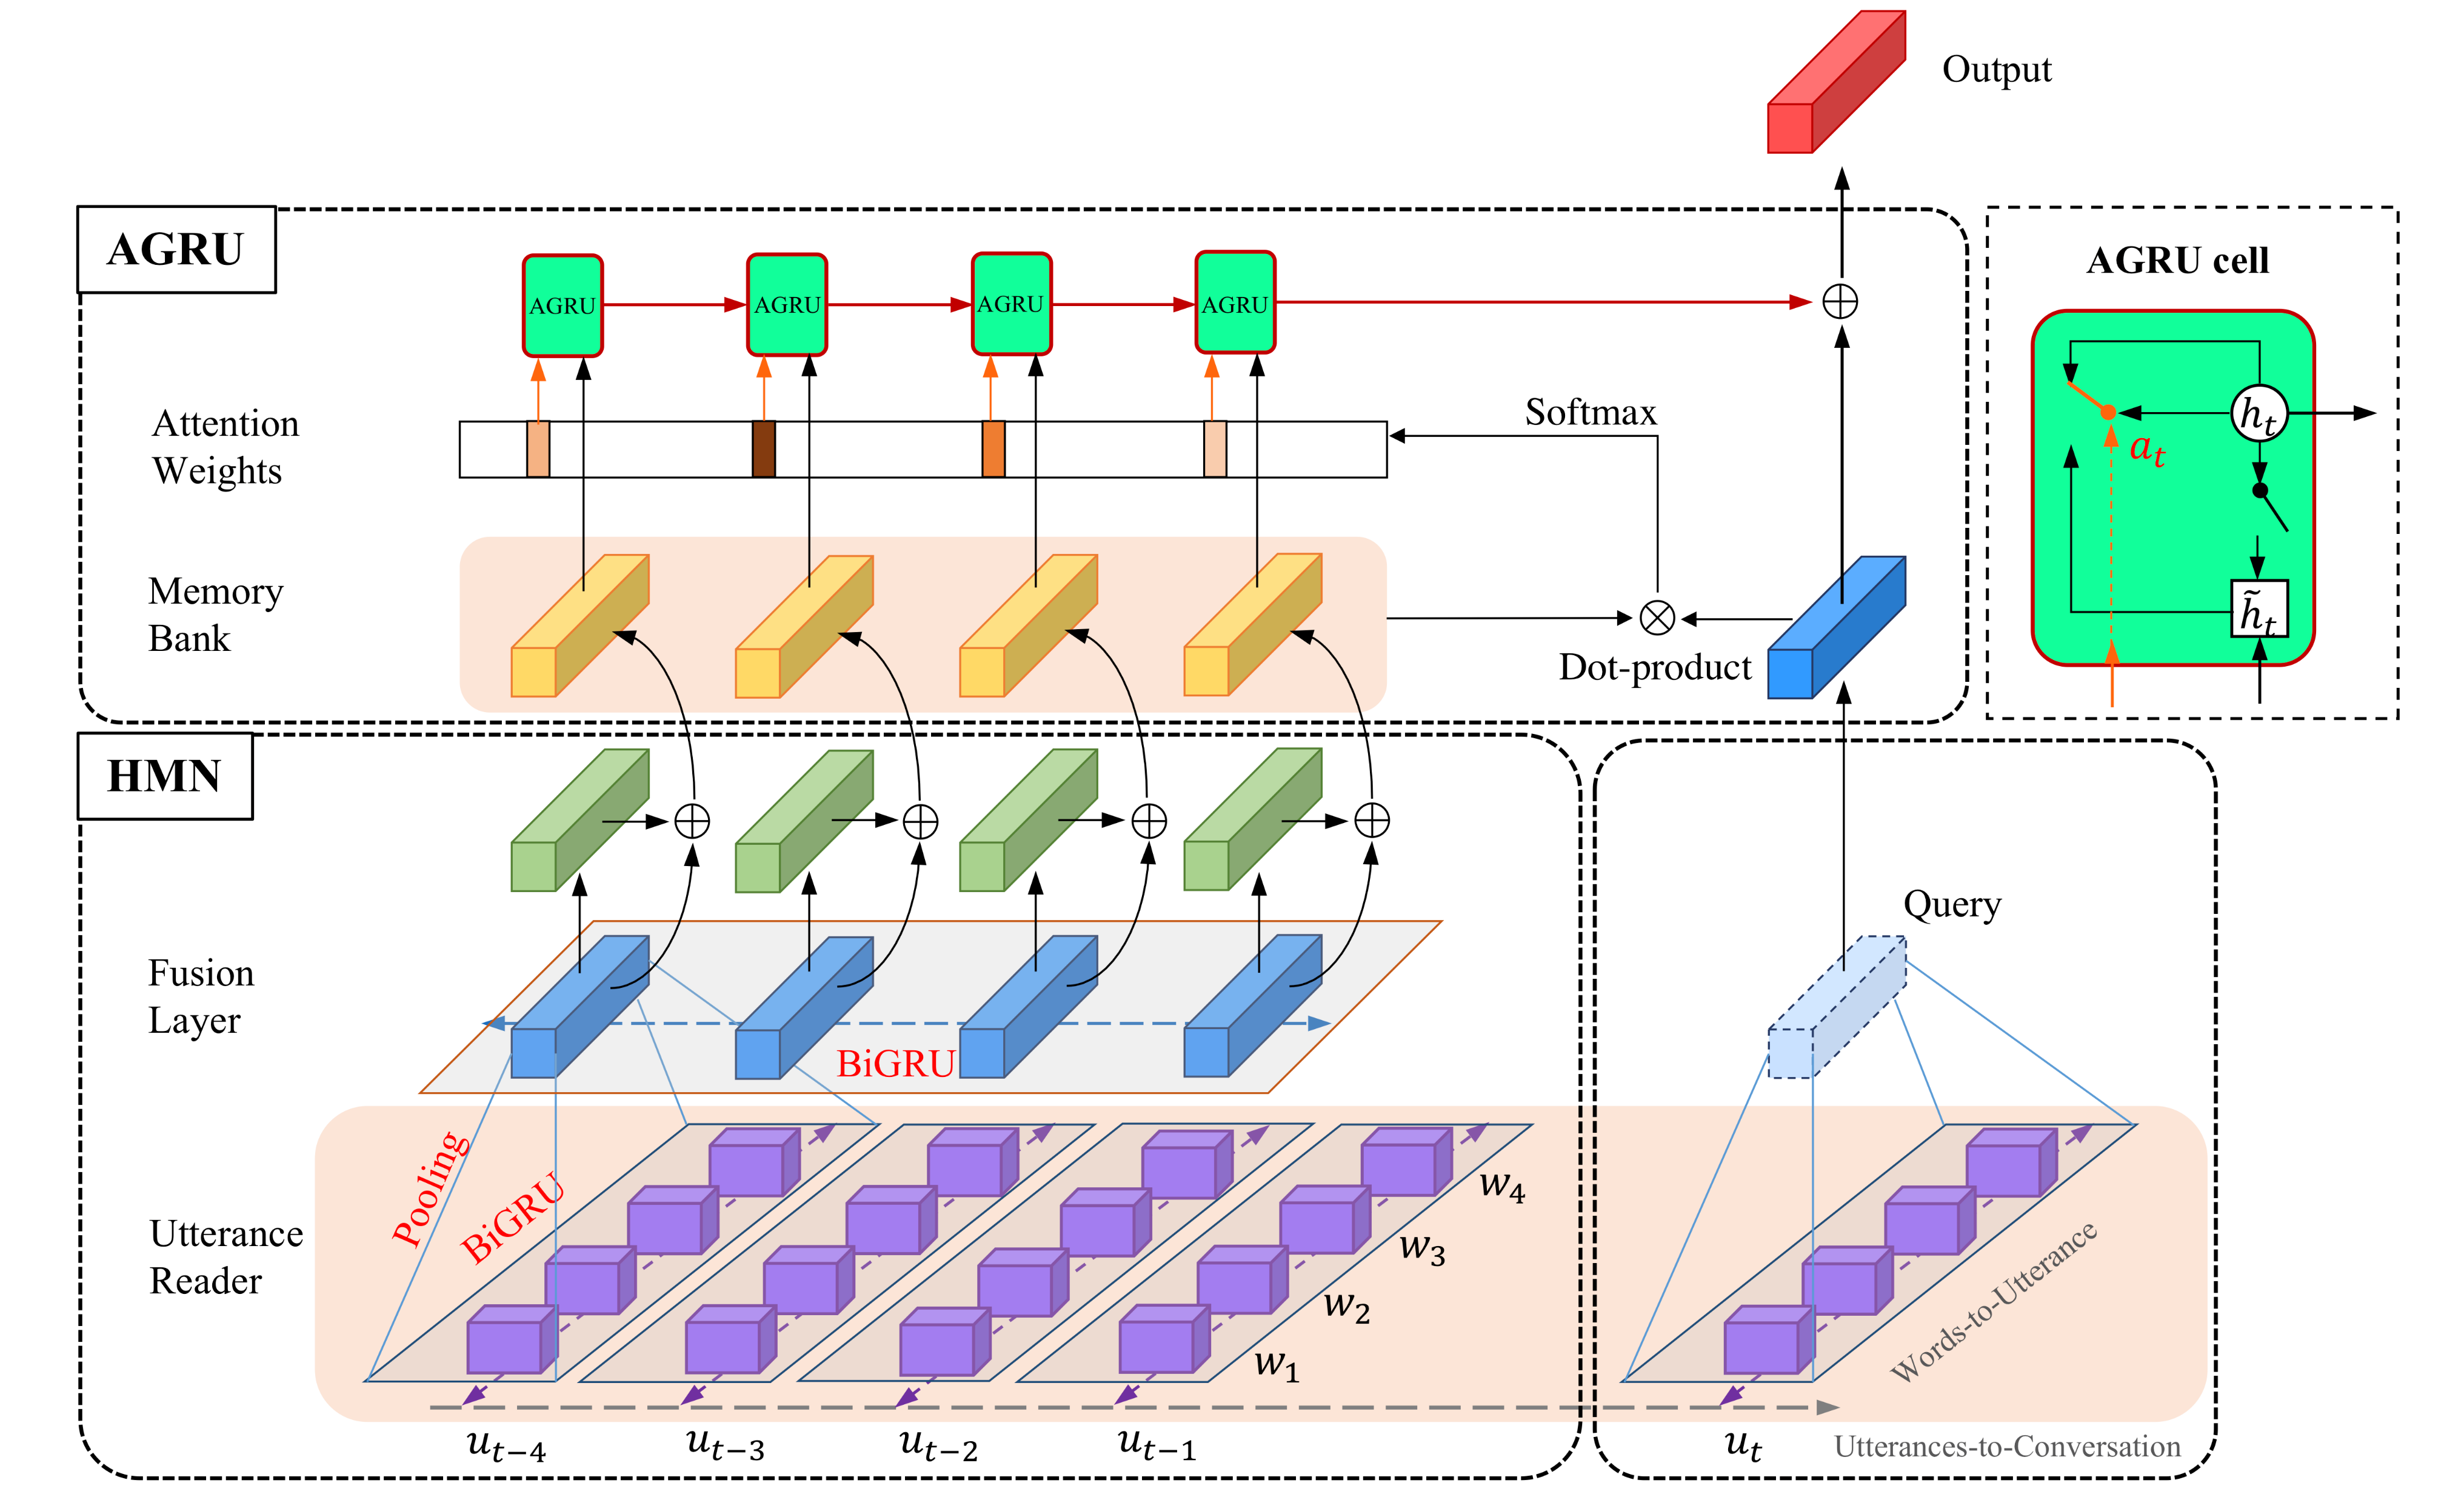 Output
AGRU
AGRU cell
AGRU
AGRU
AGRU
AGRU
Attention
Weights
Softmax
h_t
a_t
h̃_t
Memory
Bank
Dot-product
HMN
Query
Fusion
Layer
BiGRU
Pooling
BiGRU
Utterance
Reader
w_4
w_3
w_2
w_1
Words-to-Utterance
u_{t-4}
u_{t-3}
u_{t-2}
u_{t-1}
u_t
Utterances-to-Conversation